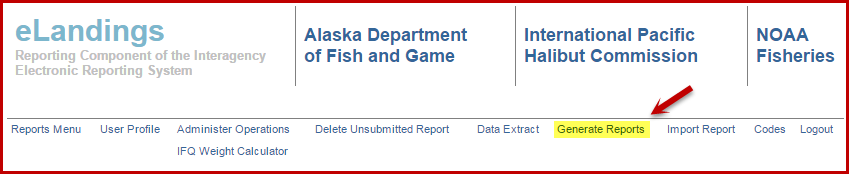 eLandings
Reporting Component of the Interagency
Electronic Reporting System
Alaska Department
of Fish and Game
International Pacific
Halibut Commission
NOAA
Fisheries
Reports Menu User Profile Administer Operations Delete Unsubmitted Report Data Extract Generate Reports Import Report Codes Logout
IFQ Weight Calculator